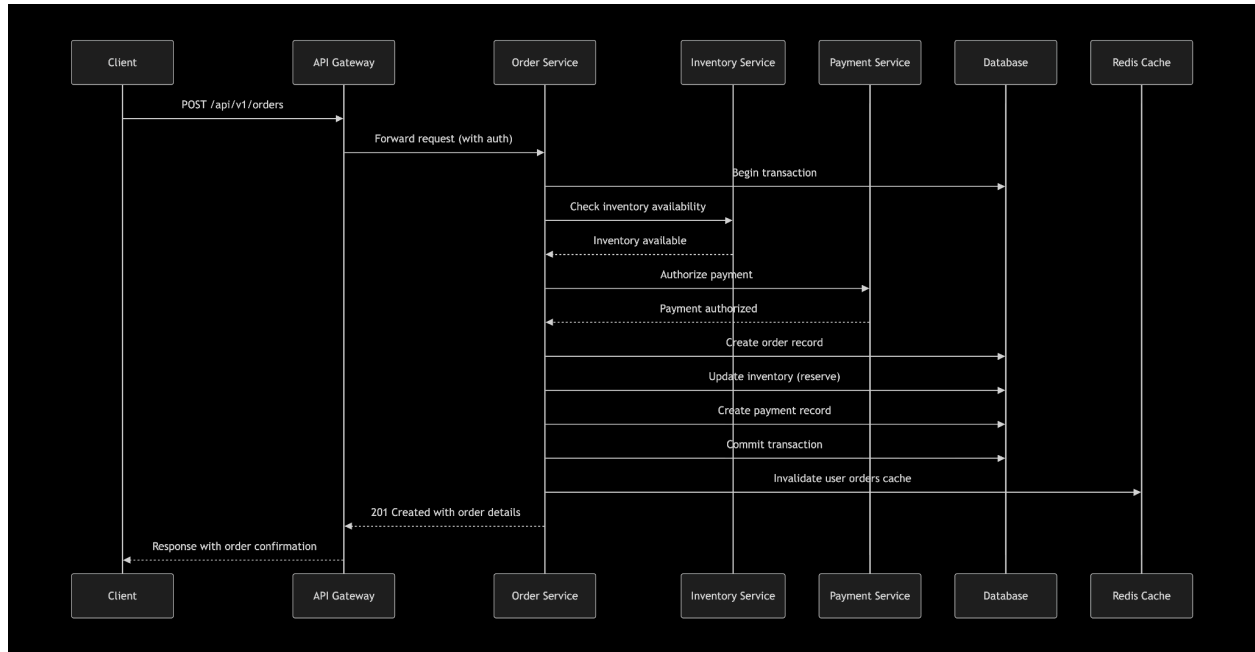 Client
API Gateway
Order Service
Inventory Service
Payment Service
Database
Redis Cache
POST /api/v1/orders
Forward request (with auth)
Begin transaction
Check inventory availability
Inventory available
Authorize payment
Payment authorized
Create order record
Update inventory (reserve)
Create payment record
Commit transaction
Invalidate user orders cache
201 Created with order details
Response with order confirmation
Client
API Gateway
Order Service
Inventory Service
Payment Service
Database
Redis Cache